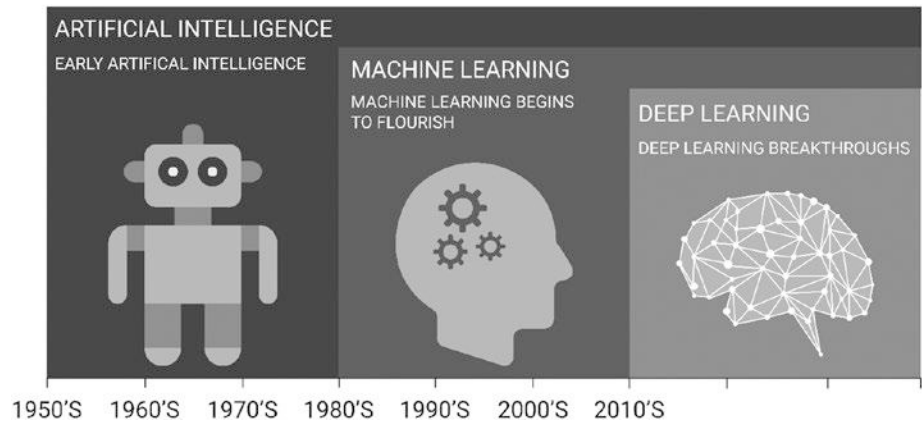 ARTIFICIAL INTELLIGENCE
EARLY ARTIFICAL INTELLIGENCE
MACHINE LEARNING
MACHINE LEARNING BEGINS
TO FLOURISH
DEEP LEARNING
DEEP LEARNING BREAKTHROUGHS
1950'S 1960'S 1970'S 1980'S 1990'S 2000'S 2010'S